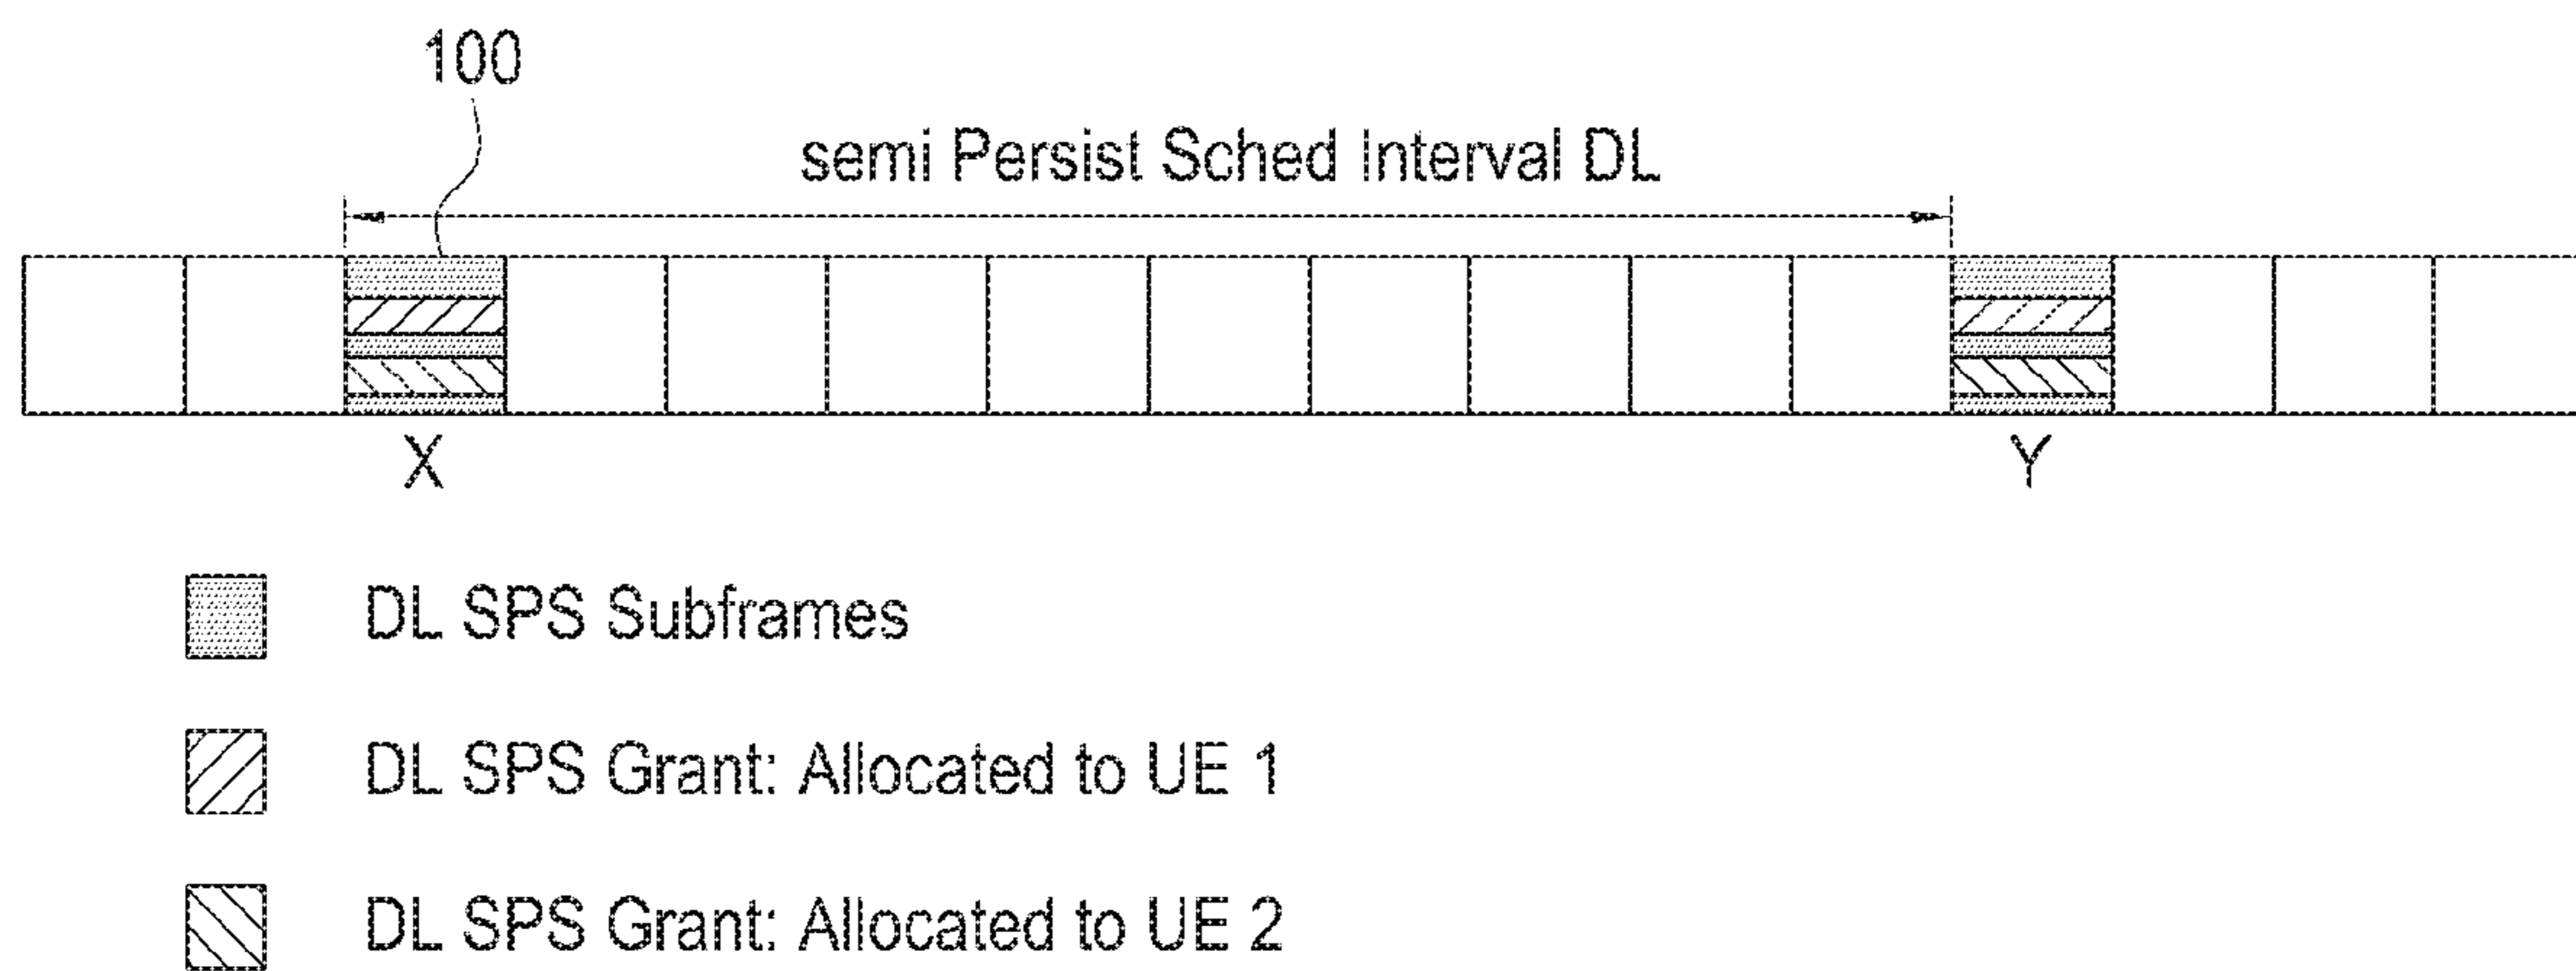 100
semi Persist Sched Interval DL
X
Y
DL SPS Subframes
DL SPS Grant: Allocated to UE 1
DL SPS Grant: Allocated to UE 2